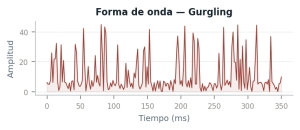 Forma de onda — Gurgling
Amplitud
40
20
0
0 50 100 150 200 250 300 350
Tiempo (ms)